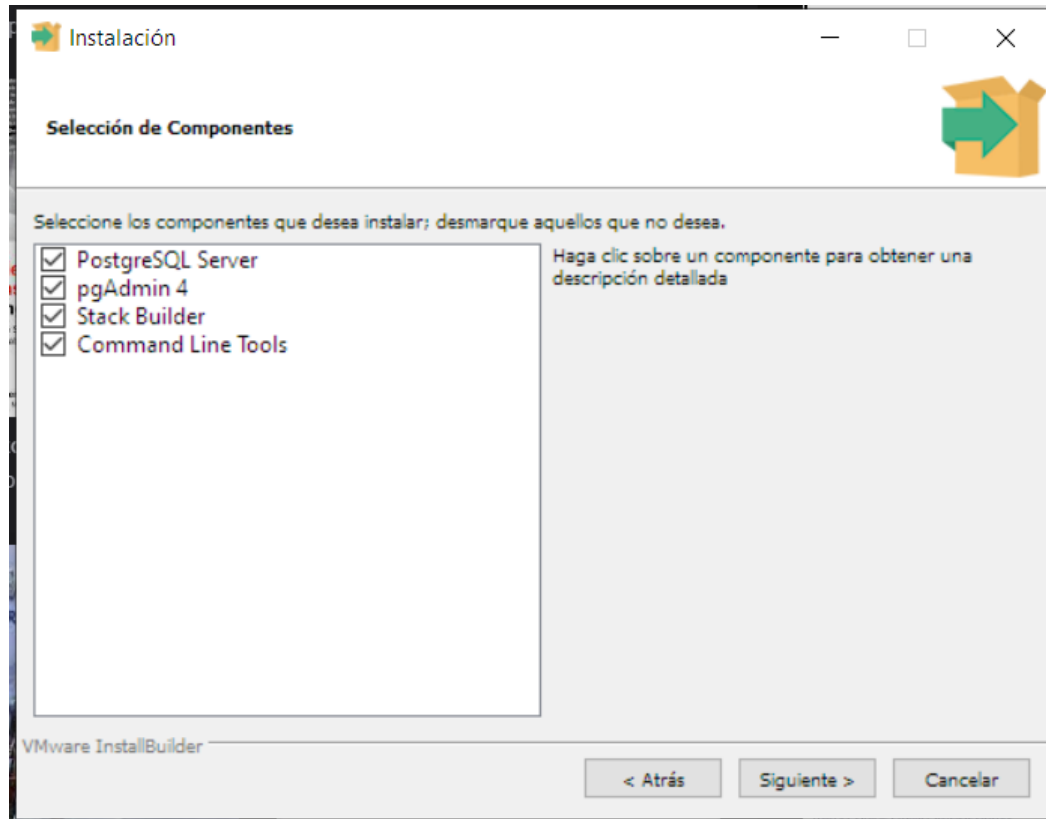 Instalación
Selección de Componentes
Seleccione los componentes que desea instalar; desmarque aquellos que no desea.
PostgreSQL Server
pgAdmin 4
Stack Builder
Command Line Tools
Haga clic sobre un componente para obtener una
descripción detallada
VMware InstallBuilder
< Atrás
Siguiente >
Cancelar